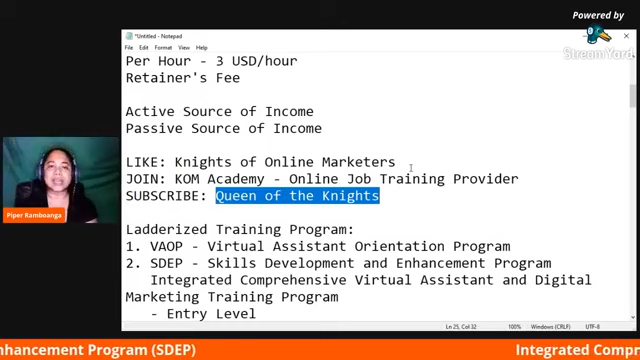 Powered by
StreamYard
*Untitled - Notepad
File Edit Format View Help
Per Hour - 3 USD/hour
Retainer's Fee
Active Source of Income
Passive Source of Income
LIKE: Knights of Online Marketers
JOIN: KOM Academy - Online Job Training Provider
SUBSCRIBE: Queen of the Knights
Ladderized Training Program:
1. VAOP - Virtual Assistant Orientation Program
2. SDEP - Skills Development and Enhancement Program
Integrated Comprehensive Virtual Assistant and Digital
Marketing Training Program
- Entry Level
Piper Ramboanga
Ln 25, Col 32 100% Windows (CRLF) UTF-8
nhancement Program (SDEP) Integrated Compr